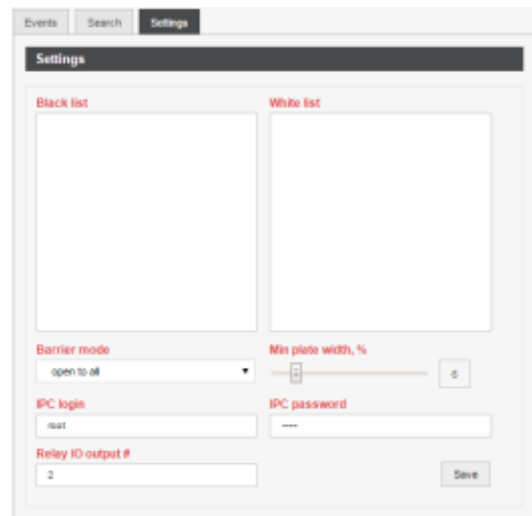 Events Search Settings
Settings
Black list White list
Barrier mode Min plate width, %
open to all 6
IPC login IPC password
root ----
Relay IO output #
2 Save